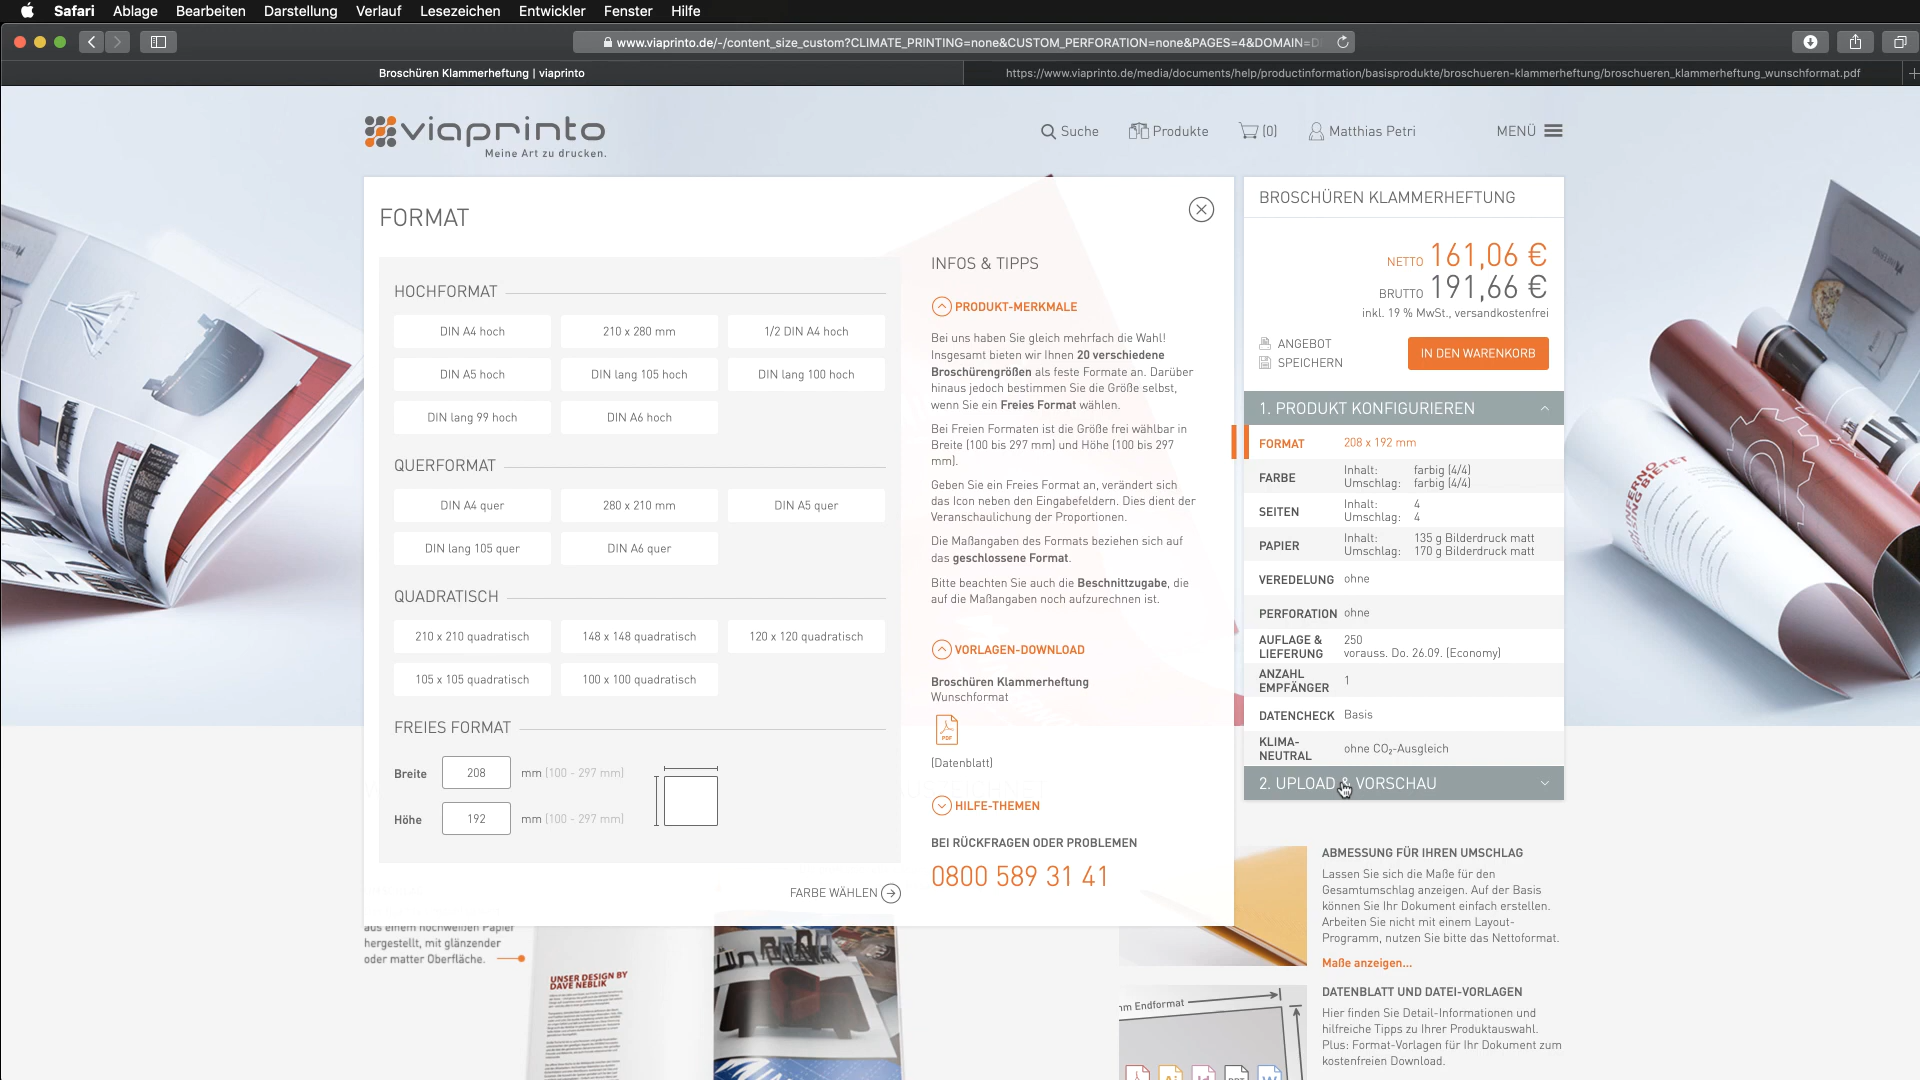 Safari Ablage Bearbeiten Darstellung Verlauf Lesezeichen Entwickler Fenster Hilfe
www.viaprinto.de/-/content_size_custom?CLIMATE_PRINTING=none&CUSTOM_PERFORATION=none&PAGES=4&DOMAIN=D
Broschüren Klammerheftung | viaprinto
https://www.viaprinto.de/media/documents/help/productinformation/basisprodukte/broschueren-klammerheftung/broschueren_klammerheftung_wunschformat.pdf
viaprinto
Meine Art zu drucken.
Suche Produkte (0) Matthias Petri MENÜ
FORMAT
HOCHFORMAT
DIN A4 hoch 210 x 280 mm 1/2 DIN A4 hoch
DIN A5 hoch DIN lang 105 hoch DIN lang 100 hoch
DIN lang 99 hoch DIN A6 hoch
QUERFORMAT
DIN A4 quer 280 x 210 mm DIN A5 quer
DIN lang 105 quer DIN A6 quer
QUADRATISCH
210 x 210 quadratisch 148 x 148 quadratisch 120 x 120 quadratisch
105 x 105 quadratisch 100 x 100 quadratisch
FREIES FORMAT
Breite 208 mm (100 - 297 mm)
Höhe 192 mm (100 - 297 mm)
FARBE WÄHLEN
INFOS & TIPPS
PRODUKT-MERKMALE
Bei uns haben Sie gleich mehrfach die Wahl!
Insgesamt bieten wir Ihnen 20 verschiedene
Broschürengrößen als feste Formate an. Darüber
hinaus jedoch bestimmen Sie die Größe selbst,
wenn Sie ein Freies Format wählen.
Bei Freien Formaten ist die Größe frei wählbar in
Breite (100 bis 297 mm) und Höhe (100 bis 297
mm).
Geben Sie ein Freies Format an, verändert sich
das Icon neben den Eingabefeldern. Dies dient der
Veranschaulichung der Proportionen.
Die Maßangaben des Formats beziehen sich auf
das geschlossene Format.
Bitte beachten Sie auch die Beschnittzugabe, die
auf die Maßangaben noch aufzurechnen ist.
VORLAGEN-DOWNLOAD
Broschüren Klammerheftung
Wunschformat
PDF
(Datenblatt)
HILFE-THEMEN
BEI RÜCKFRAGEN ODER PROBLEMEN
0800 589 31 41
BROSCHÜREN KLAMMERHEFTUNG
NETTO 161,06 €
BRUTTO 191,66 €
inkl. 19 % MwSt., versandkostenfrei
ANGEBOT
SPEICHERN
IN DEN WARENKORB
1. PRODUKT KONFIGURIEREN
FORMAT 208 x 192 mm
FARBE Inhalt: farbig (4/4)
Umschlag: farbig (4/4)
SEITEN Inhalt: 4
Umschlag: 4
PAPIER Inhalt: 135 g Bilderdruck matt
Umschlag: 170 g Bilderdruck matt
VEREDELUNG ohne
PERFORATION ohne
AUFLAGE & LIEFERUNG 250
vorauss. Do. 26.09. (Economy)
ANZAHL EMPFÄNGER 1
DATENCHECK Basis
KLIMA-NEUTRAL ohne CO₂-Ausgleich
2. UPLOAD & VORSCHAU
aus einem hochweißen Papier
hergestellt, mit glänzender
oder matter Oberfläche.
UNSER DESIGN BY
DAVE NEBLIK
ABMESSUNG FÜR IHREN UMSCHLAG
Lassen Sie sich die Maße für den
Gesamtumschlag anzeigen. Auf der Basis
können Sie Ihr Dokument einfach erstellen.
Arbeiten Sie nicht mit einem Layout-
Programm, nutzen Sie bitte das Nettoformat.
Maße anzeigen...
mm Endformat
DATENBLATT UND DATEI-VORLAGEN
Hier finden Sie Detail-Informationen und
hilfreiche Tipps zu Ihrer Produktauswahl.
Plus: Format-Vorlagen für Ihr Dokument zum
kostenfreien Download.